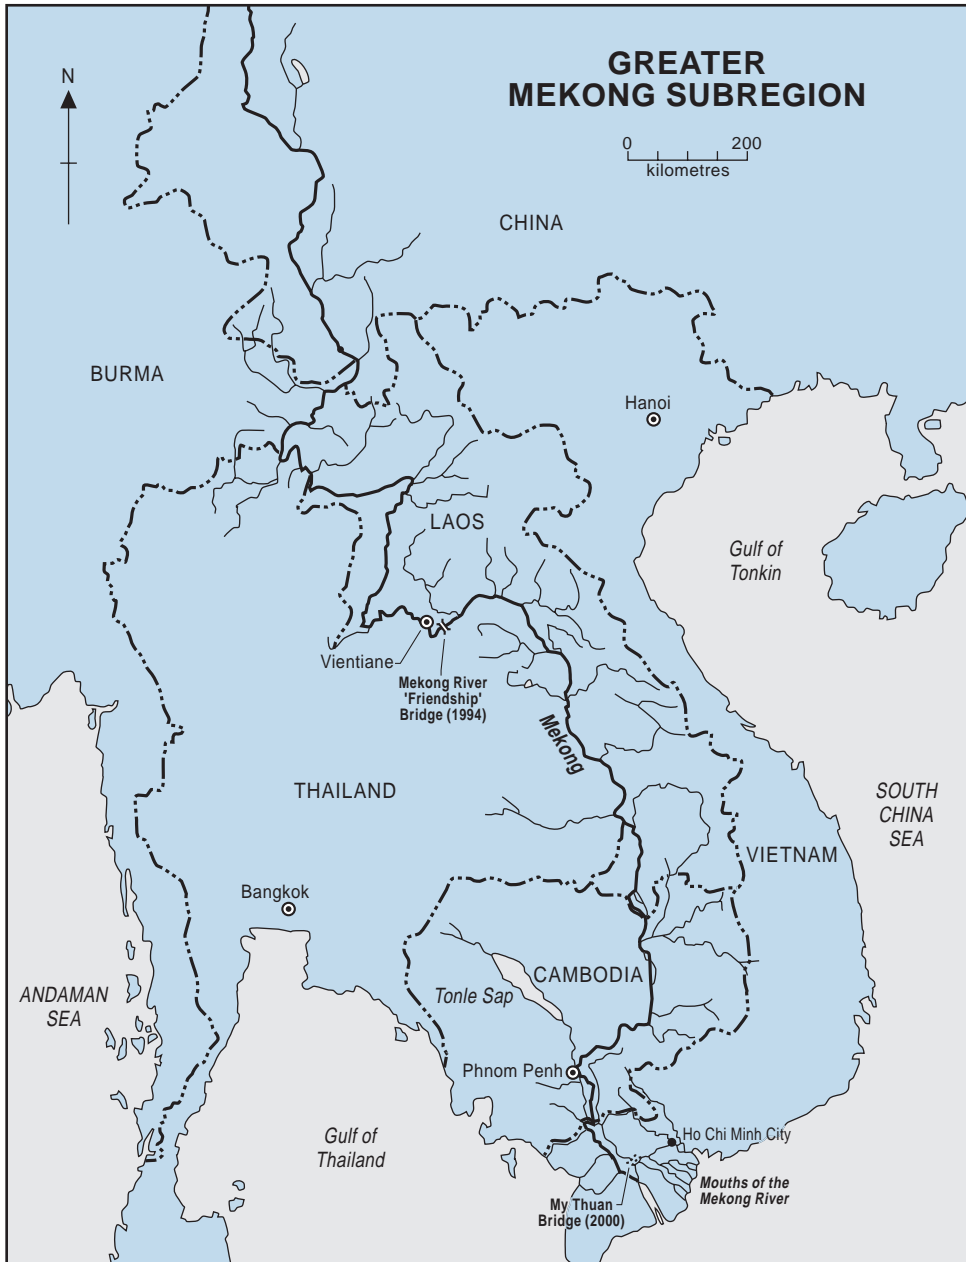 GREATER
MEKONG SUBREGION
N
0 200
kilometres
CHINA
BURMA
Hanoi
LAOS
Gulf of
Tonkin
Vientiane
Mekong River
'Friendship'
Bridge (1994)
Mekong
THAILAND
SOUTH
CHINA
SEA
VIETNAM
Bangkok
CAMBODIA
Tonle Sap
ANDAMAN
SEA
Phnom Penh
Gulf of
Thailand
Ho Chi Minh City
Mouths of the
Mekong River
My Thuan
Bridge (2000)